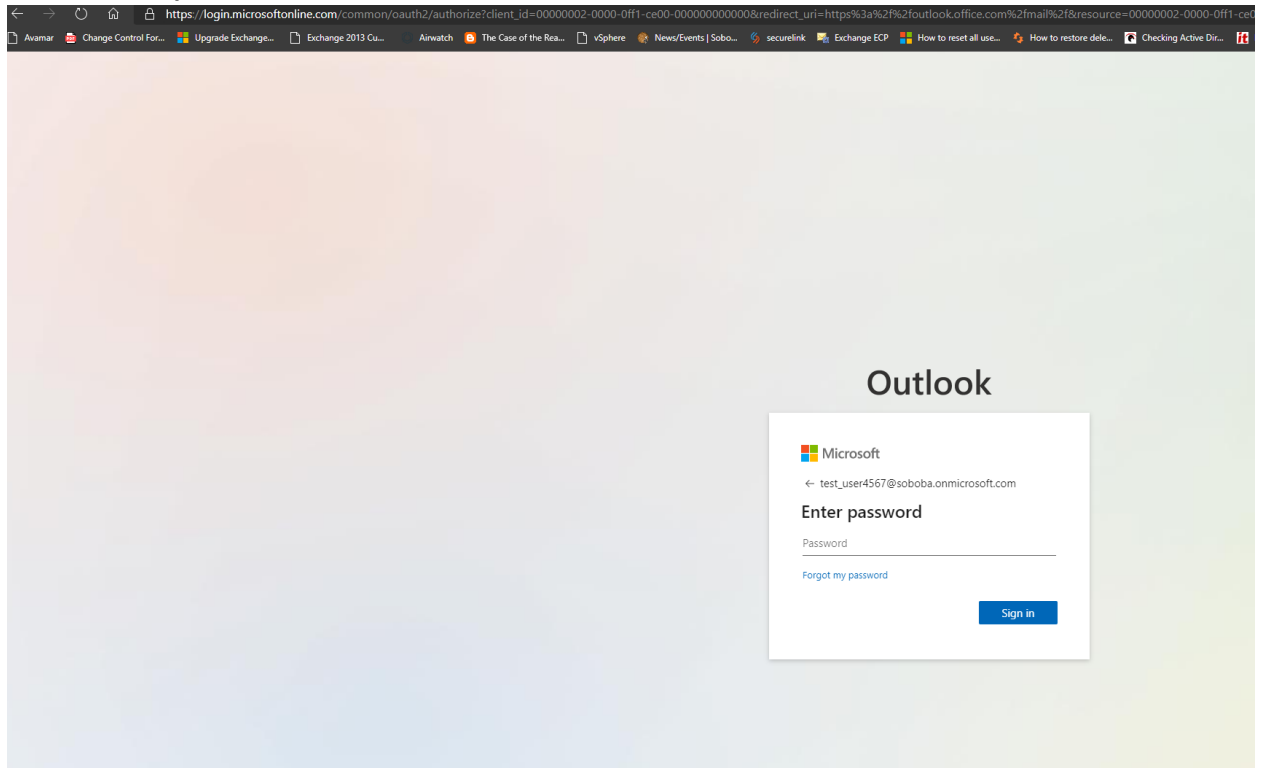 https://login.microsoftonline.com/common/oauth2/authorize?client_id=00000002-0000-0ff1-ce00-000000000000&redirect_uri=https%3a%2f%2foutlook.office.com%2fmail%2f&resource=00000002-0000-0ff1-ce0
Avamar Change Control For... Upgrade Exchange... Exchange 2013 Cu... Airwatch The Case of the Rea... vSphere News/Events | Sobo... securelink Exchange ECP How to reset all use... How to restore dele... Checking Active Dir... it
Outlook
Microsoft
← test_user4567@soboba.onmicrosoft.com
Enter password
Password
Forgot my password
Sign in